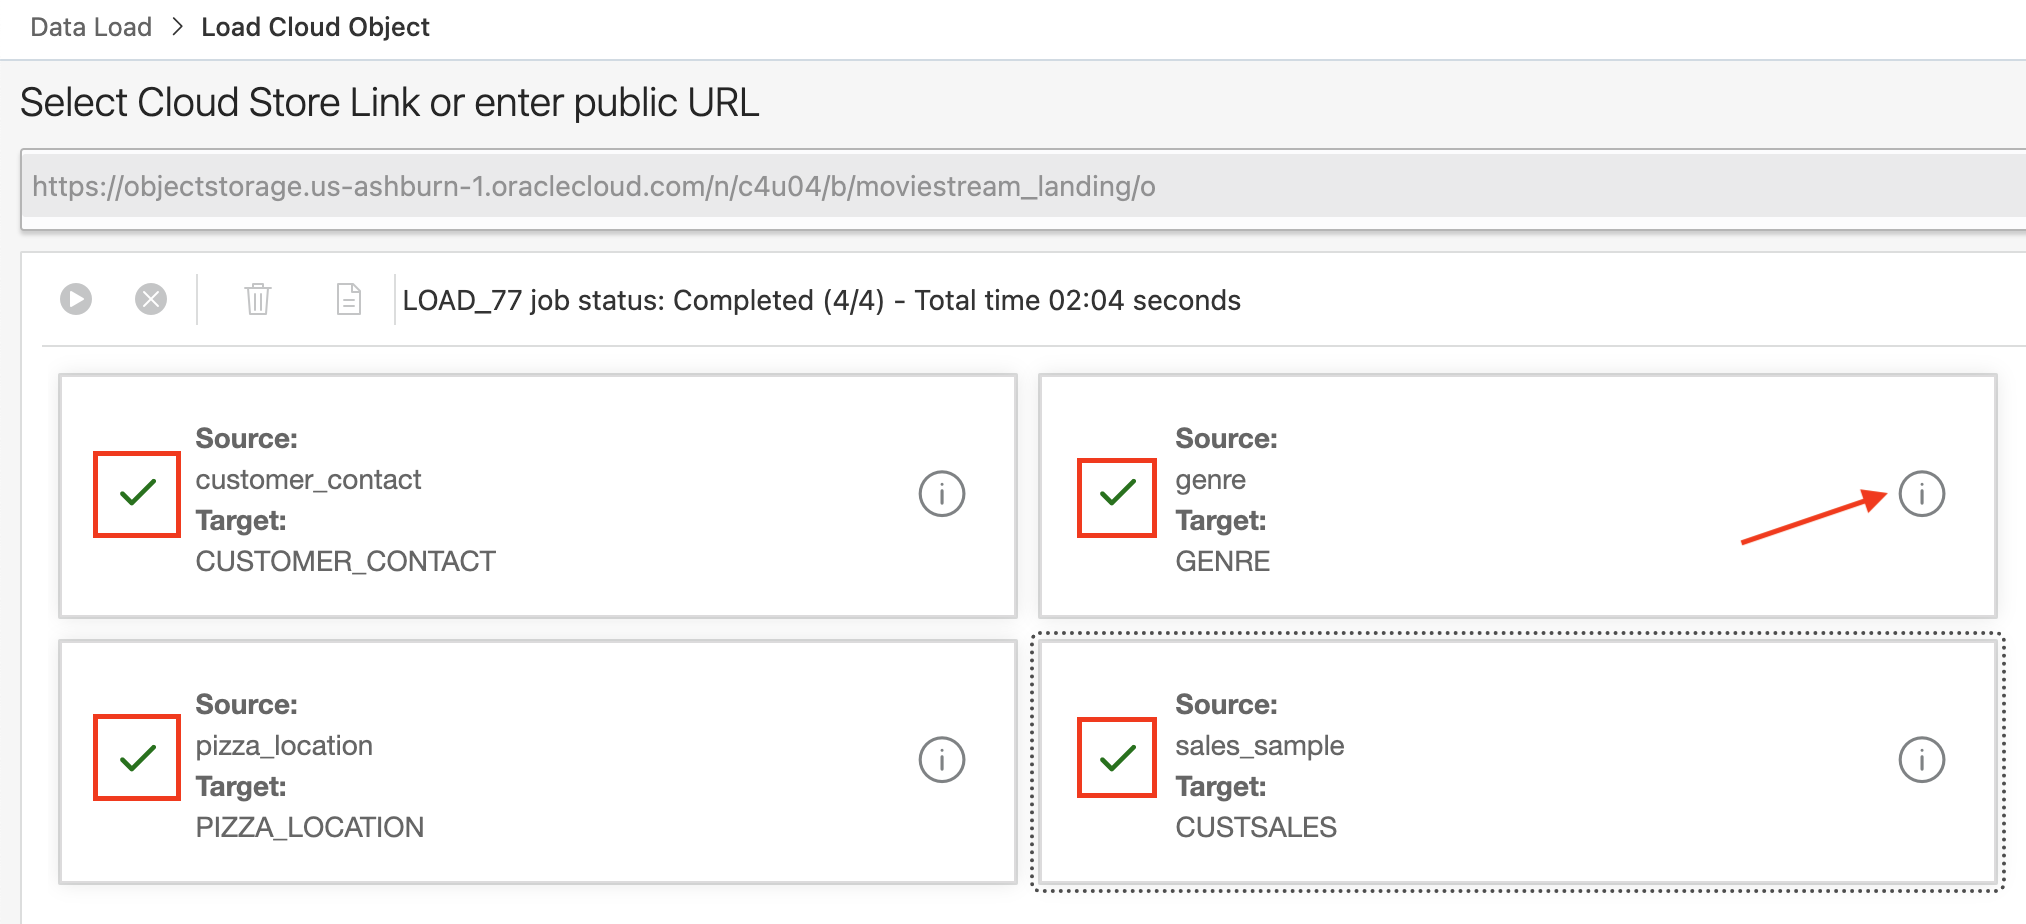 Data Load > Load Cloud Object
Select Cloud Store Link or enter public URL
https://objectstorage.us-ashburn-1.oraclecloud.com/n/c4u04/b/moviestream_landing/o
LOAD_77 job status: Completed (4/4) - Total time 02:04 seconds
Source:
customer_contact
Target:
CUSTOMER_CONTACT
Source:
genre
Target:
GENRE
Source:
pizza_location
Target:
PIZZA_LOCATION
Source:
sales_sample
Target:
CUSTSALES